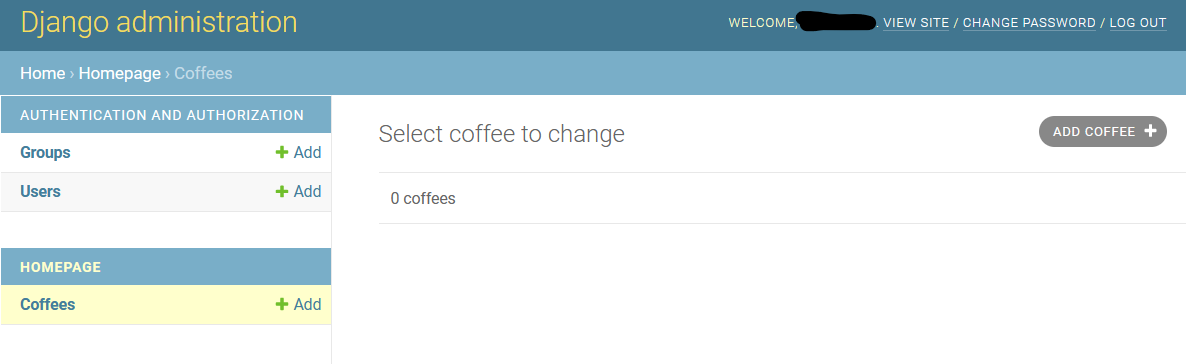 Django administration
WELCOME, . VIEW SITE / CHANGE PASSWORD / LOG OUT
Home › Homepage › Coffees
AUTHENTICATION AND AUTHORIZATION
Groups + Add
Users + Add
HOMEPAGE
Coffees + Add
Select coffee to change
ADD COFFEE +
0 coffees